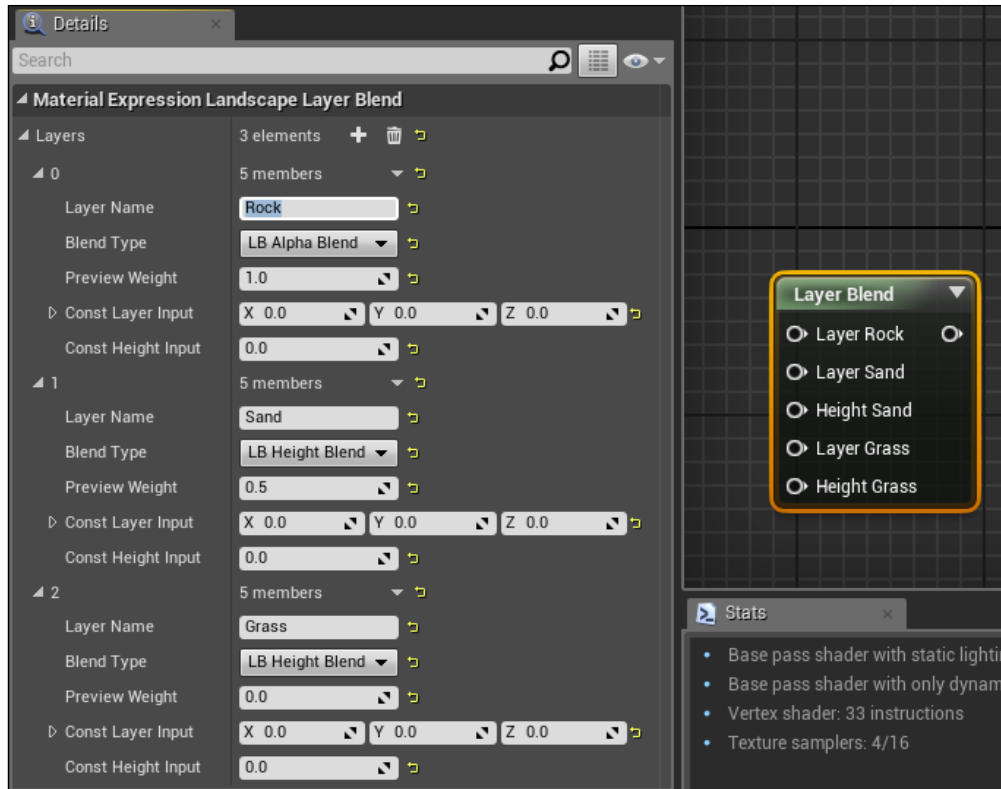 Details
Search
Material Expression Landscape Layer Blend
Layers 3 elements
0 5 members
Layer Name Rock
Blend Type LB Alpha Blend
Preview Weight 1.0
Const Layer Input X 0.0 Y 0.0 Z 0.0
Const Height Input 0.0
1 5 members
Layer Name Sand
Blend Type LB Height Blend
Preview Weight 0.5
Const Layer Input X 0.0 Y 0.0 Z 0.0
Const Height Input 0.0
2 5 members
Layer Name Grass
Blend Type LB Height Blend
Preview Weight 0.0
Const Layer Input X 0.0 Y 0.0 Z 0.0
Const Height Input 0.0
Layer Blend
Layer Rock
Layer Sand
Height Sand
Layer Grass
Height Grass
Stats
Base pass shader with static lighti
Base pass shader with only dynam
Vertex shader: 33 instructions
Texture samplers: 4/16